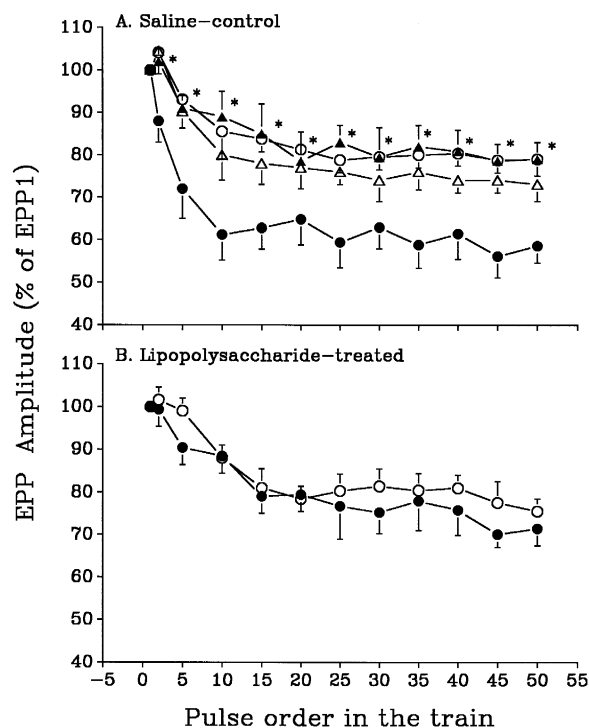 A. Saline-control
110
100
90
80
70
60
50
40
* * * * * * * * * * *
B. Lipopolysaccharide-treated
110
100
90
80
70
60
50
40
-5 0 5 10 15 20 25 30 35 40 45 50 55
Pulse order in the train
EPP Amplitude (% of EPP1)